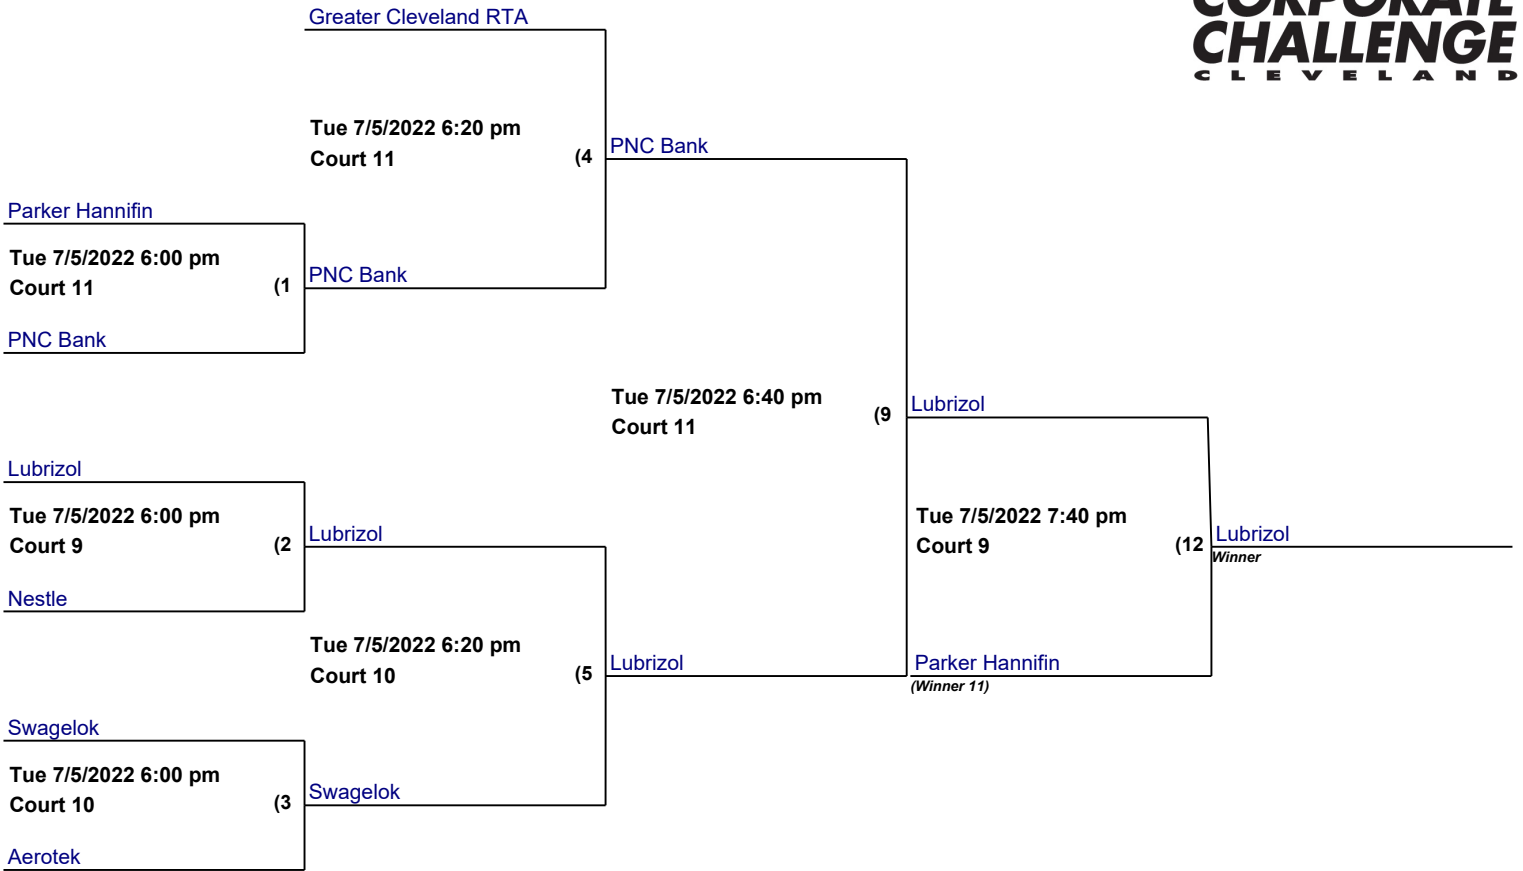 CORPORATE
CHALLENGE
CLEVELAND
Greater Cleveland RTA
Tue 7/5/2022 6:20 pm
Court 11
(4
PNC Bank
Parker Hannifin
Tue 7/5/2022 6:00 pm
Court 11
(1
PNC Bank
PNC Bank
Tue 7/5/2022 6:40 pm
Court 11
(9
Lubrizol
Lubrizol
Tue 7/5/2022 6:00 pm
Court 9
(2
Lubrizol
Nestle
Tue 7/5/2022 7:40 pm
Court 9
(12
Lubrizol
Winner
Tue 7/5/2022 6:20 pm
Court 10
(5
Lubrizol
Parker Hannifin
(Winner 11)
Swagelok
Tue 7/5/2022 6:00 pm
Court 10
(3
Swagelok
Aerotek